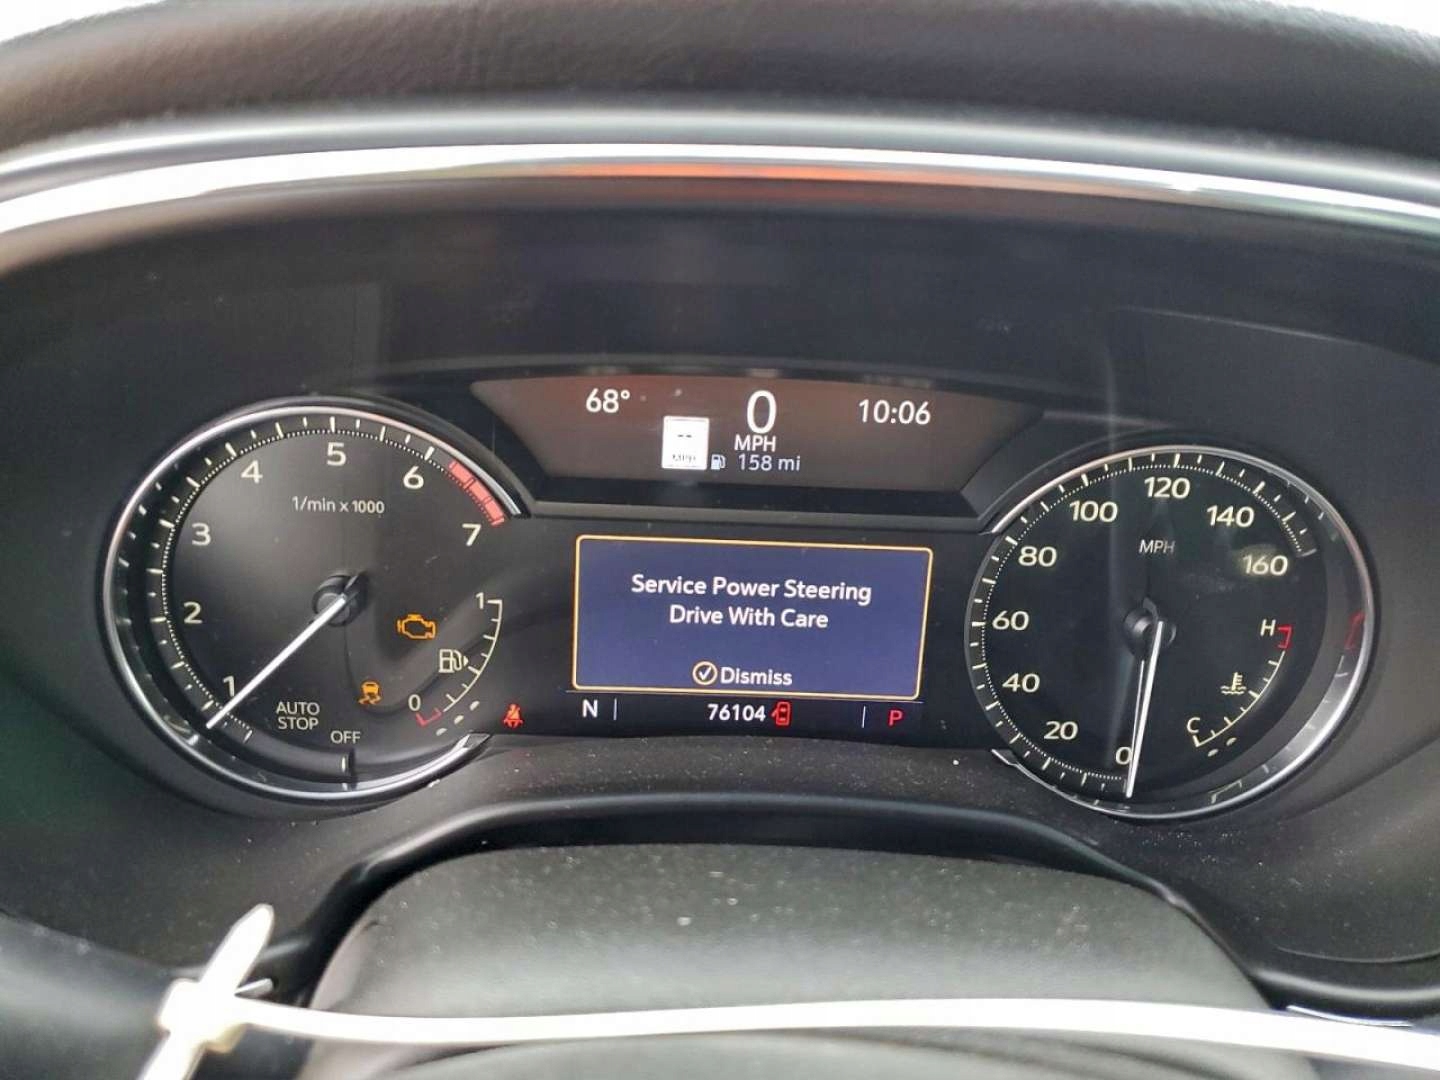 68° 0 10:06
--
MPH
MPH
158 mi
1 2 3 4 5 6 7
1/min x 1000
AUTO
STOP
OFF
1
0
Service Power Steering
Drive With Care
Dismiss
N 76104 P
0 20 40 60 80 100 120 140 160
MPH
H
C